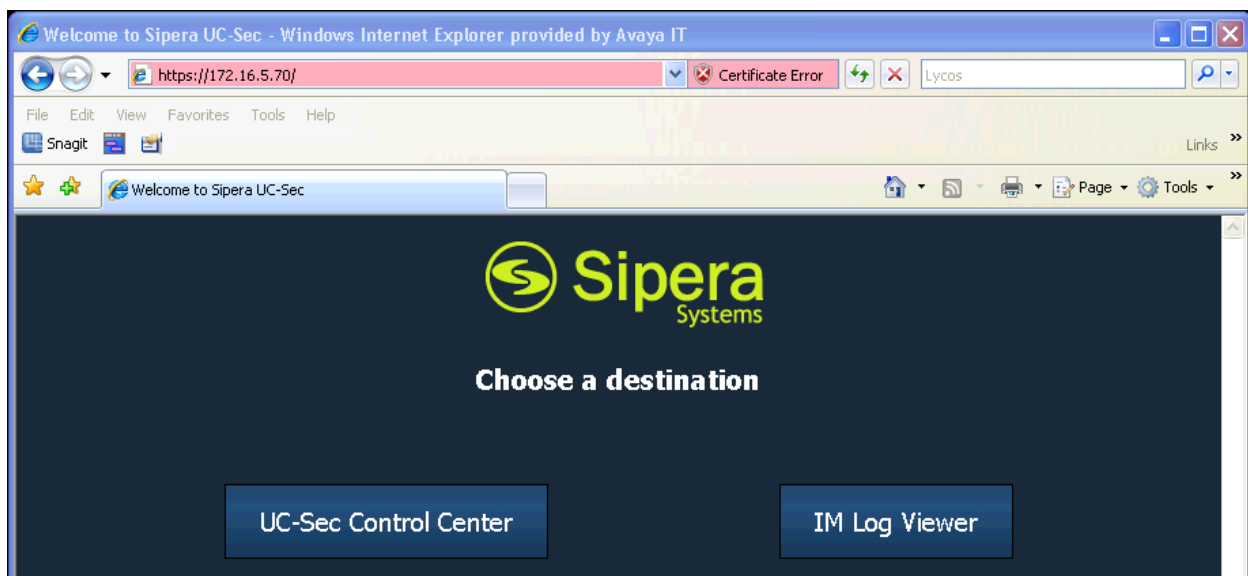 Welcome to Sipera UC-Sec - Windows Internet Explorer provided by Avaya IT
https://172.16.5.70/ Certificate Error Lycos
File Edit View Favorites Tools Help
Snagit Links »
Welcome to Sipera UC-Sec Page Tools »
Sipera
Systems
Choose a destination
UC-Sec Control Center IM Log Viewer